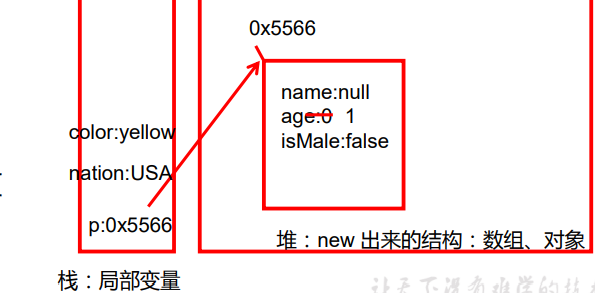 0x5566
name:null
age:0 1
isMale:false
color:yellow
nation:USA
p:0x5566
堆：new 出来的结构：数组、对象
栈：局部变量
让天下没有难学的技术